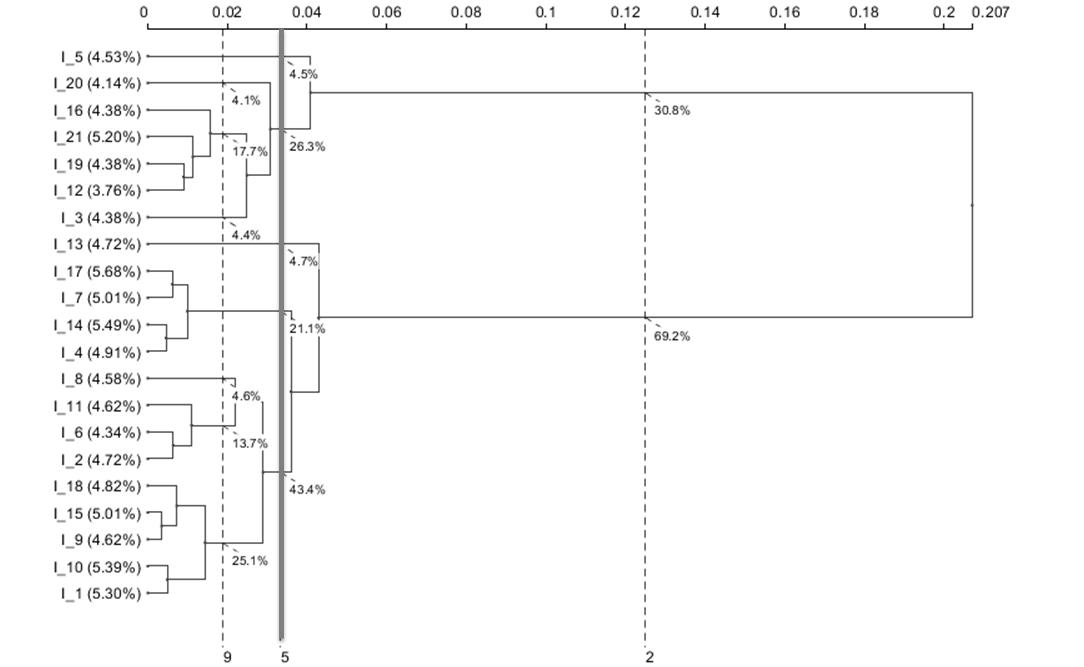 0 0.02 0.04 0.06 0.08 0.1 0.12 0.14 0.16 0.18 0.2 0.207
I_5 (4.53%)
4.5%
I_20 (4.14%)
4.1%
I_16 (4.38%)
30.8%
I_21 (5.20%)
17.7%
26.3%
I_19 (4.38%)
I_12 (3.76%)
I_3 (4.38%)
4.4%
I_13 (4.72%)
4.7%
I_17 (5.68%)
I_7 (5.01%)
I_14 (5.49%)
21.1%
69.2%
I_4 (4.91%)
I_8 (4.58%)
4.6%
I_11 (4.62%)
I_6 (4.34%)
13.7%
I_2 (4.72%)
I_18 (4.82%)
43.4%
I_15 (5.01%)
I_9 (4.62%)
25.1%
I_10 (5.39%)
I_1 (5.30%)
9 5 2